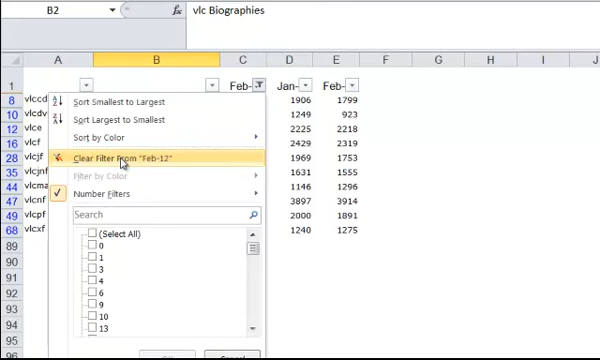 B2 fx vlc Biographies
A B C D E F G H I J
1 Feb- Jan- Feb-
8 vlccd 1906 1799
10 vlcdv 1249 923
12 vlce 2225 2218
16 vlcf 2429 2319
28 vlcjf 1969 1753
35 vlcjnf 1631 1555
44 vlcma 1146 1296
47 vlcnf 3897 3914
49 vlcpf 2000 1891
68 vlcxf 1240 1275
89
90
91
92
93
94
95
96
Sort Smallest to Largest
Sort Largest to Smallest
Sort by Color
Clear Filter From "Feb-12"
Filter by Color
Number Filters
Search
(Select All)
0
1
3
4
6
9
10
13